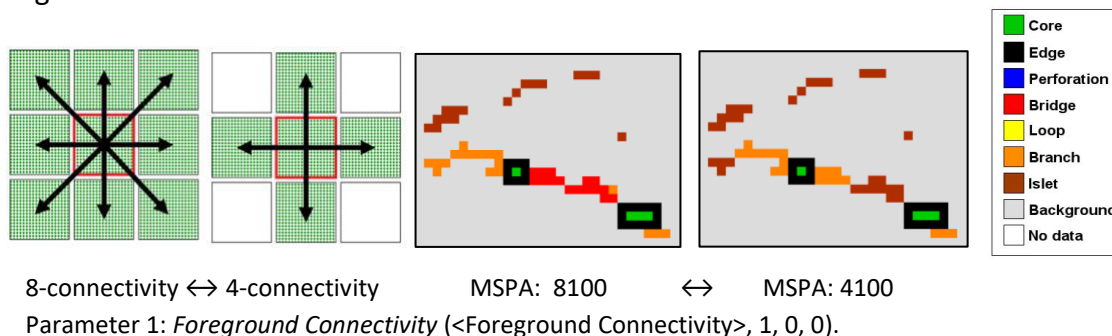 Core
Edge
Perforation
Bridge
Loop
Branch
Islet
Background
No data
8-connectivity ↔ 4-connectivity MSPA: 8100 ↔ MSPA: 4100
Parameter 1: Foreground Connectivity (<Foreground Connectivity>, 1, 0, 0).